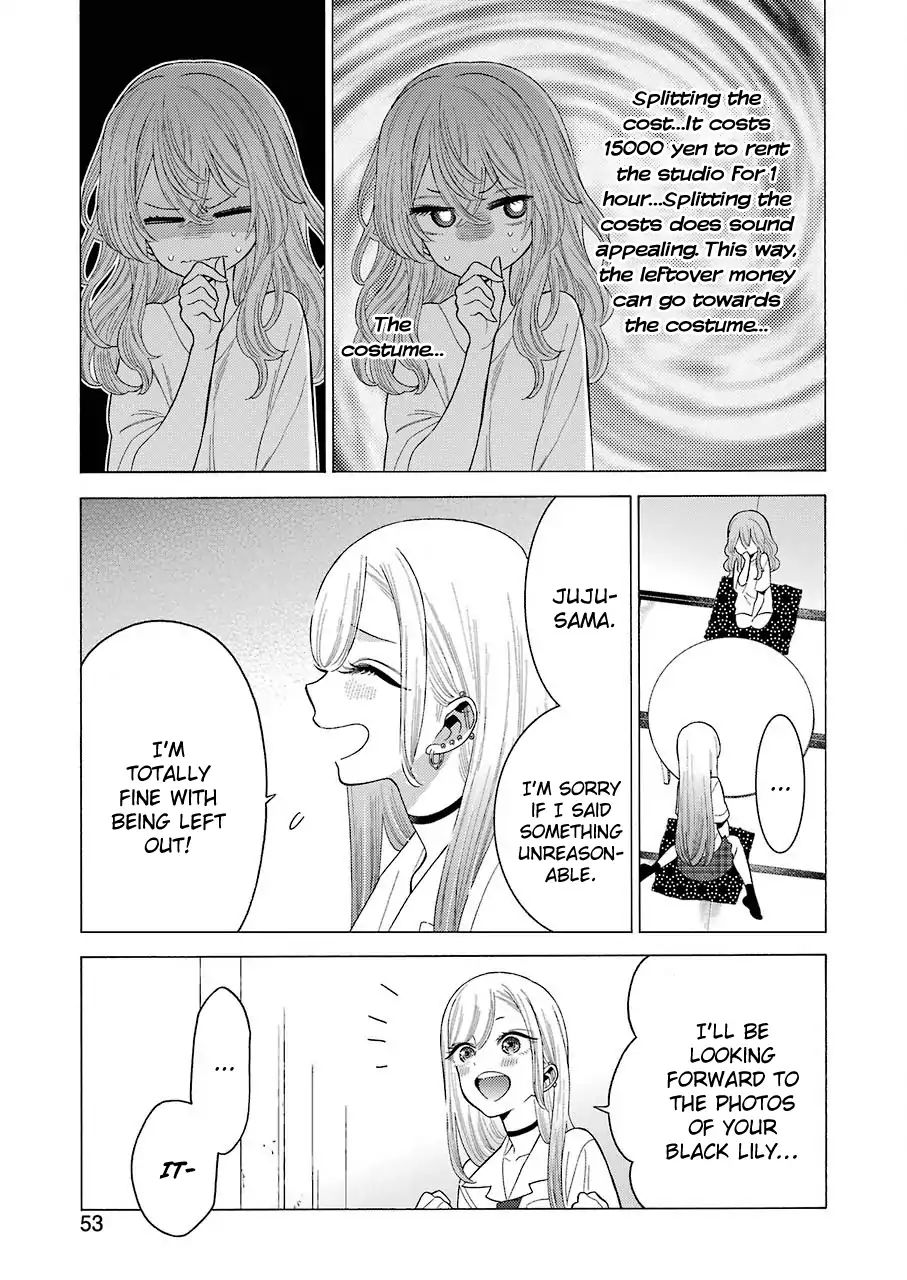 Splitting the
cost...It costs
15000 yen to rent
the studio for 1
hour...Splitting the
costs does sound
appealing. This way,
the leftover money
can go towards
the costume...
The
costume...
...
JUJU-
SAMA.
I'M SORRY
IF I SAID
SOMETHING
UNREASON-
ABLE.
I'M
TOTALLY
FINE WITH
BEING LEFT
OUT!
I'LL BE
LOOKING
FORWARD TO
THE PHOTOS
OF YOUR
BLACK LILY...
...
IT-
53